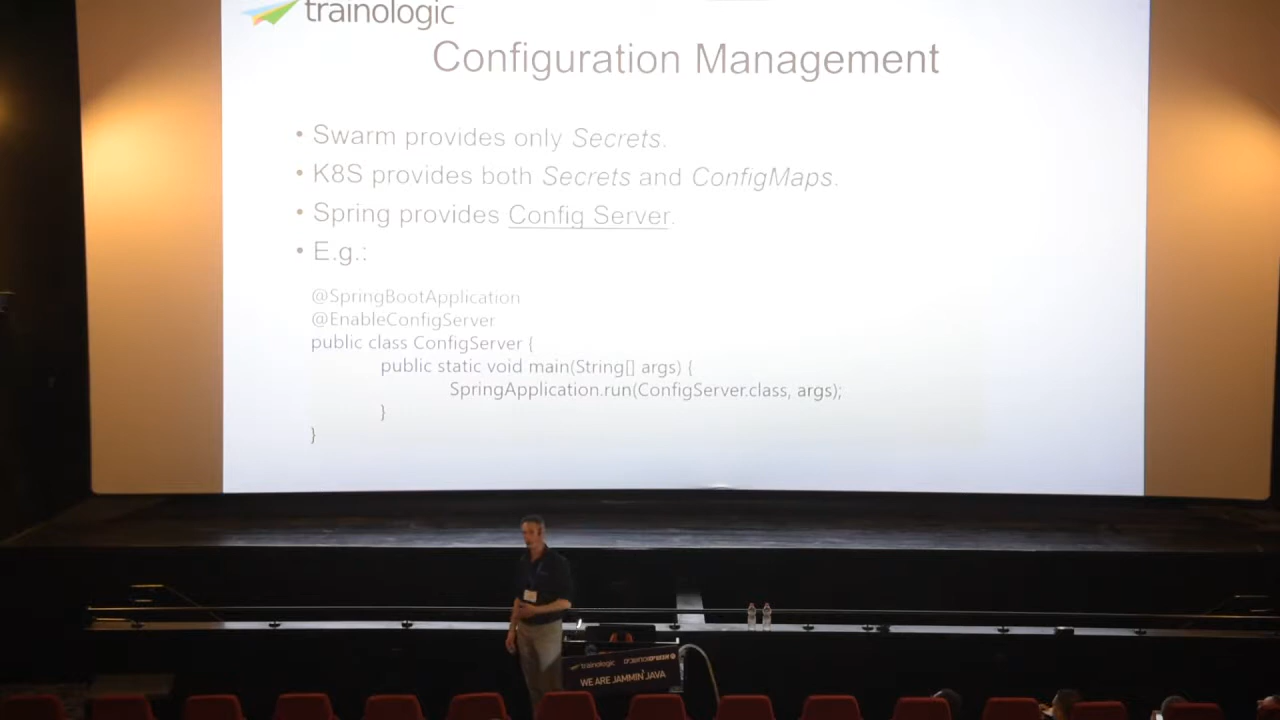 trainologic
Configuration Management
• Swarm provides only Secrets.
• K8S provides both Secrets and ConfigMaps.
• Spring provides Config Server.
• E.g.:
@SpringBootApplication
@EnableConfigServer
public class ConfigServer {
public static void main(String[] args) {
SpringApplication.run(ConfigServer.class, args);
}
}
trainologic
WE ARE JAMMIN'JAVA